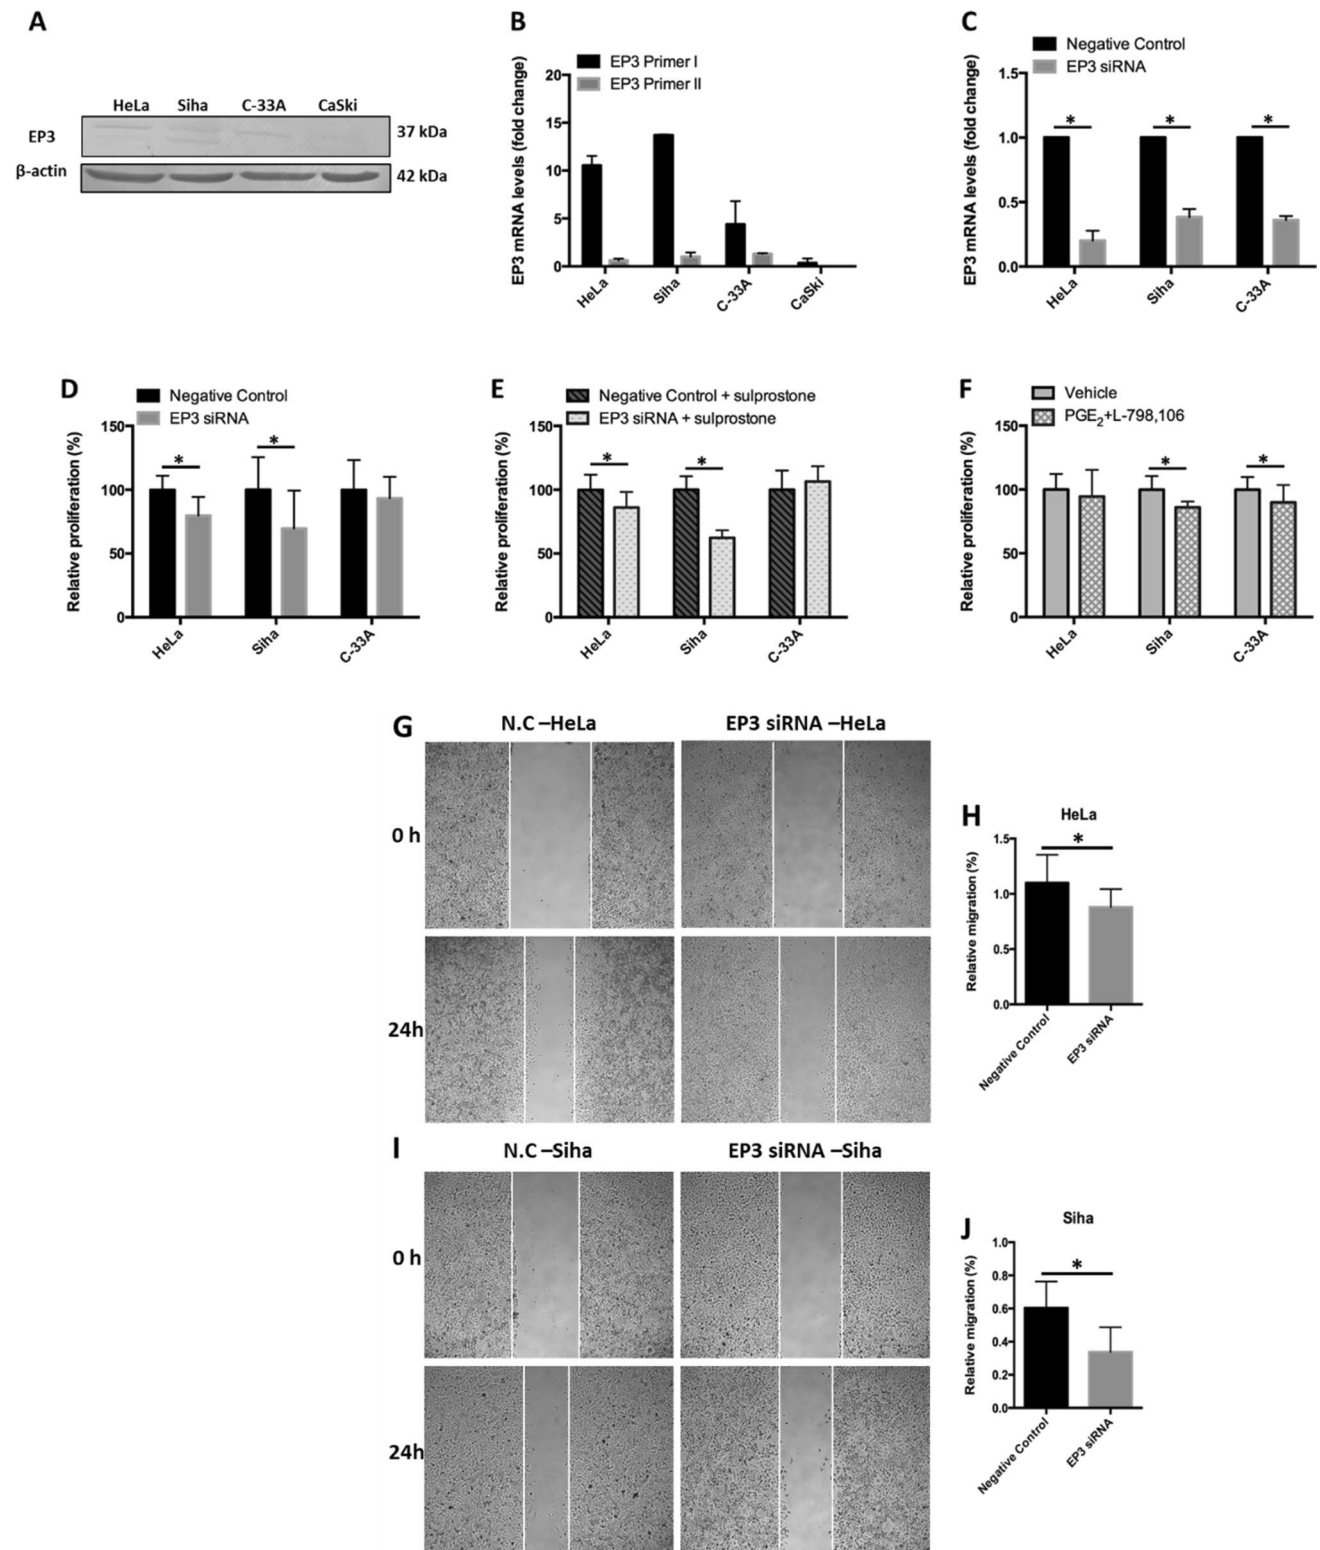 A
HeLa Siha C-33A CaSki
EP3 37 kDa
β-actin 42 kDa
B
EP3 Primer I
EP3 Primer II
EP3 mRNA levels (fold change)
20
15
10
5
0
HeLa Siha C-33A CaSki
C
Negative Control
EP3 siRNA
EP3 mRNA levels (fold change)
1.5
1.0
0.5
0.0
* * *
HeLa Siha C-33A
D
Negative Control
EP3 siRNA
Relative proliferation (%)
150
100
50
0
* *
HeLa Siha C-33A
E
Negative Control + sulprostone
EP3 siRNA + sulprostone
Relative proliferation (%)
150
100
50
0
* *
HeLa Siha C-33A
F
Vehicle
PGE₂+L-798,106
Relative proliferation (%)
150
100
50
0
* *
HeLa Siha C-33A
G
N.C –HeLa EP3 siRNA –HeLa
0 h
24h
H
HeLa
Relative migration (%)
1.5
1.0
0.5
0.0
*
Negative Control EP3 siRNA
I
N.C –Siha EP3 siRNA –Siha
0 h
24h
J
Siha
Relative migration (%)
1.0
0.8
0.6
0.4
0.2
0.0
*
Negative Control EP3 siRNA